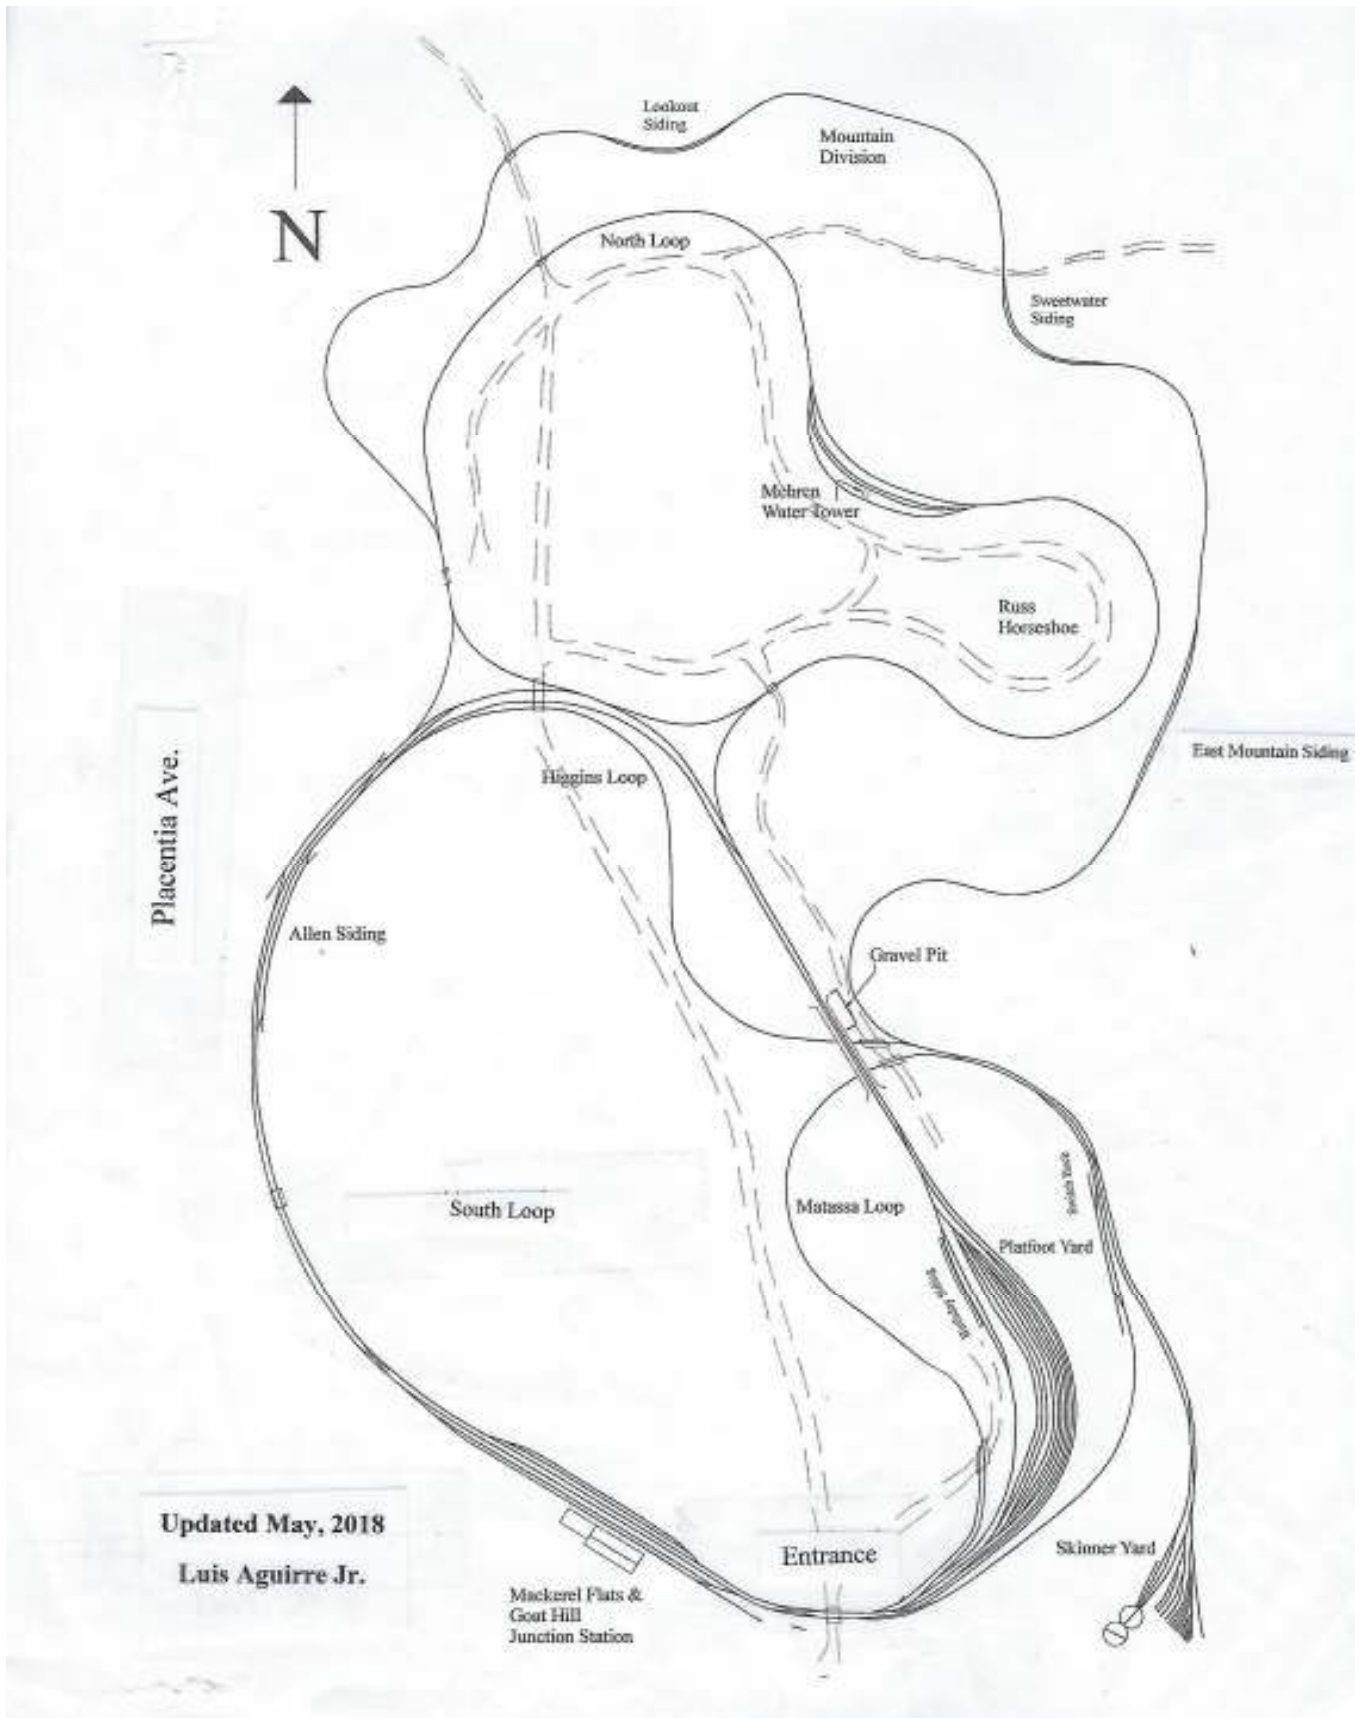 Lookout
Siding
Mountain
Division
N
North Loop
Sweetwater
Siding
Mehren
Water Tower
Russ
Horseshoe
Placentia Ave.
East Mountain Siding
Higgins Loop
Allen Siding
Gravel Pit
South Loop
Matassa Loop
Platfoot Yard
Updated May, 2018
Luis Aguirre Jr.
Entrance
Skinner Yard
Mackerel Flats &
Goat Hill
Junction Station